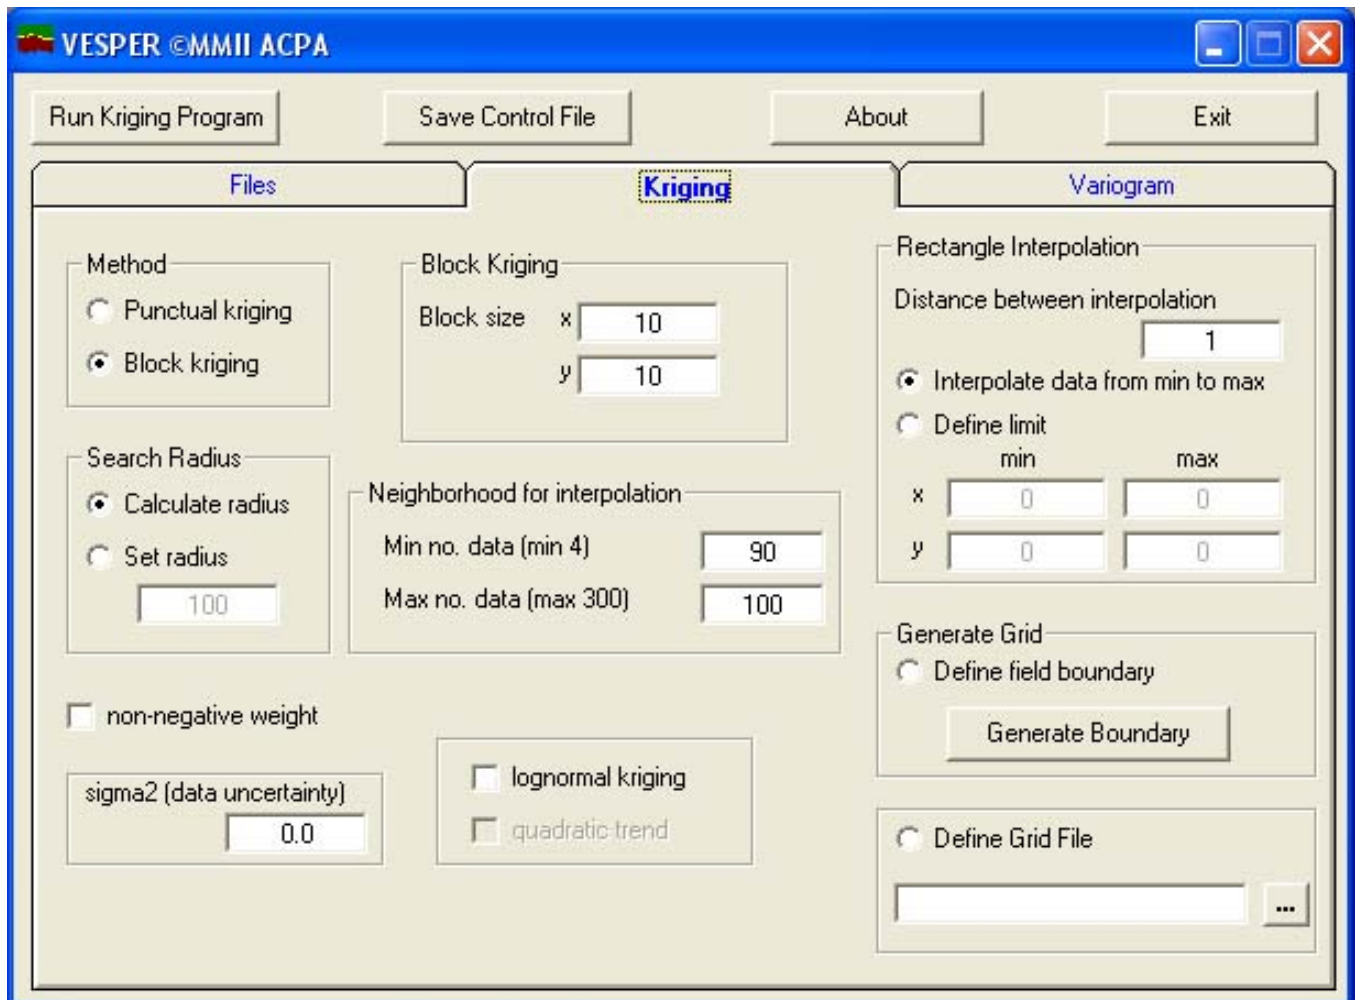 VESPER ©MMII ACPA
Run Kriging Program
Save Control File
About
Exit
Files
Kriging
Variogram
Method
Punctual kriging
Block kriging
Block Kriging
Block size x 10
y 10
Rectangle Interpolation
Distance between interpolation
1
Interpolate data from min to max
Define limit
min max
x 0 0
y 0 0
Search Radius
Calculate radius
Set radius
100
Neighborhood for interpolation
Min no. data (min 4) 90
Max no. data (max 300) 100
Generate Grid
Define field boundary
Generate Boundary
non-negative weight
sigma2 (data uncertainty)
0.0
lognormal kriging
quadratic trend
Define Grid File
...